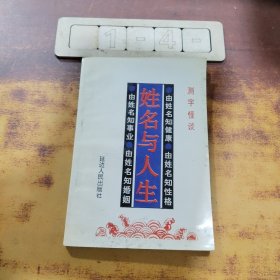 1-4-
测字怪谈
由姓名知健康
由姓名知性格
姓名与人生
由姓名知事业
由姓名知婚姻
延边人民出版社